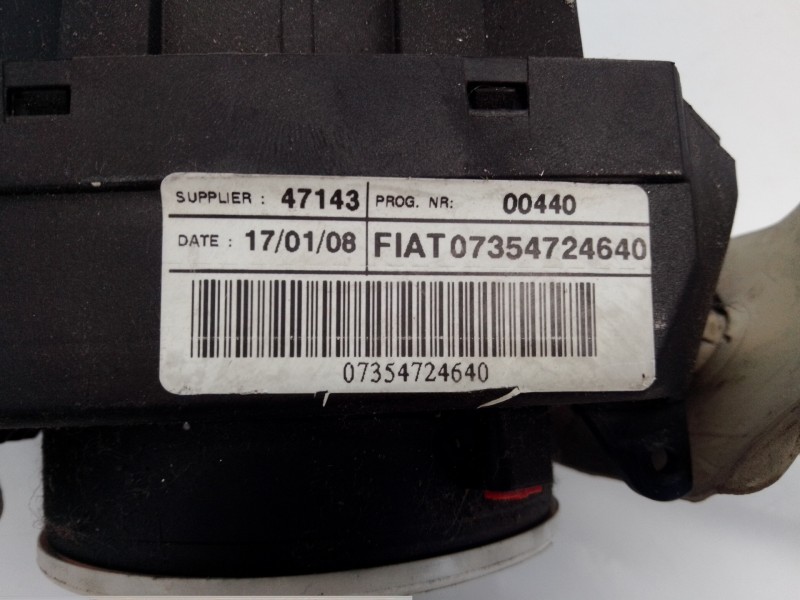 SUPPLIER : 47143 PROG. NR: 00440
DATE : 17/01/08 FIAT 07354724640
07354724640